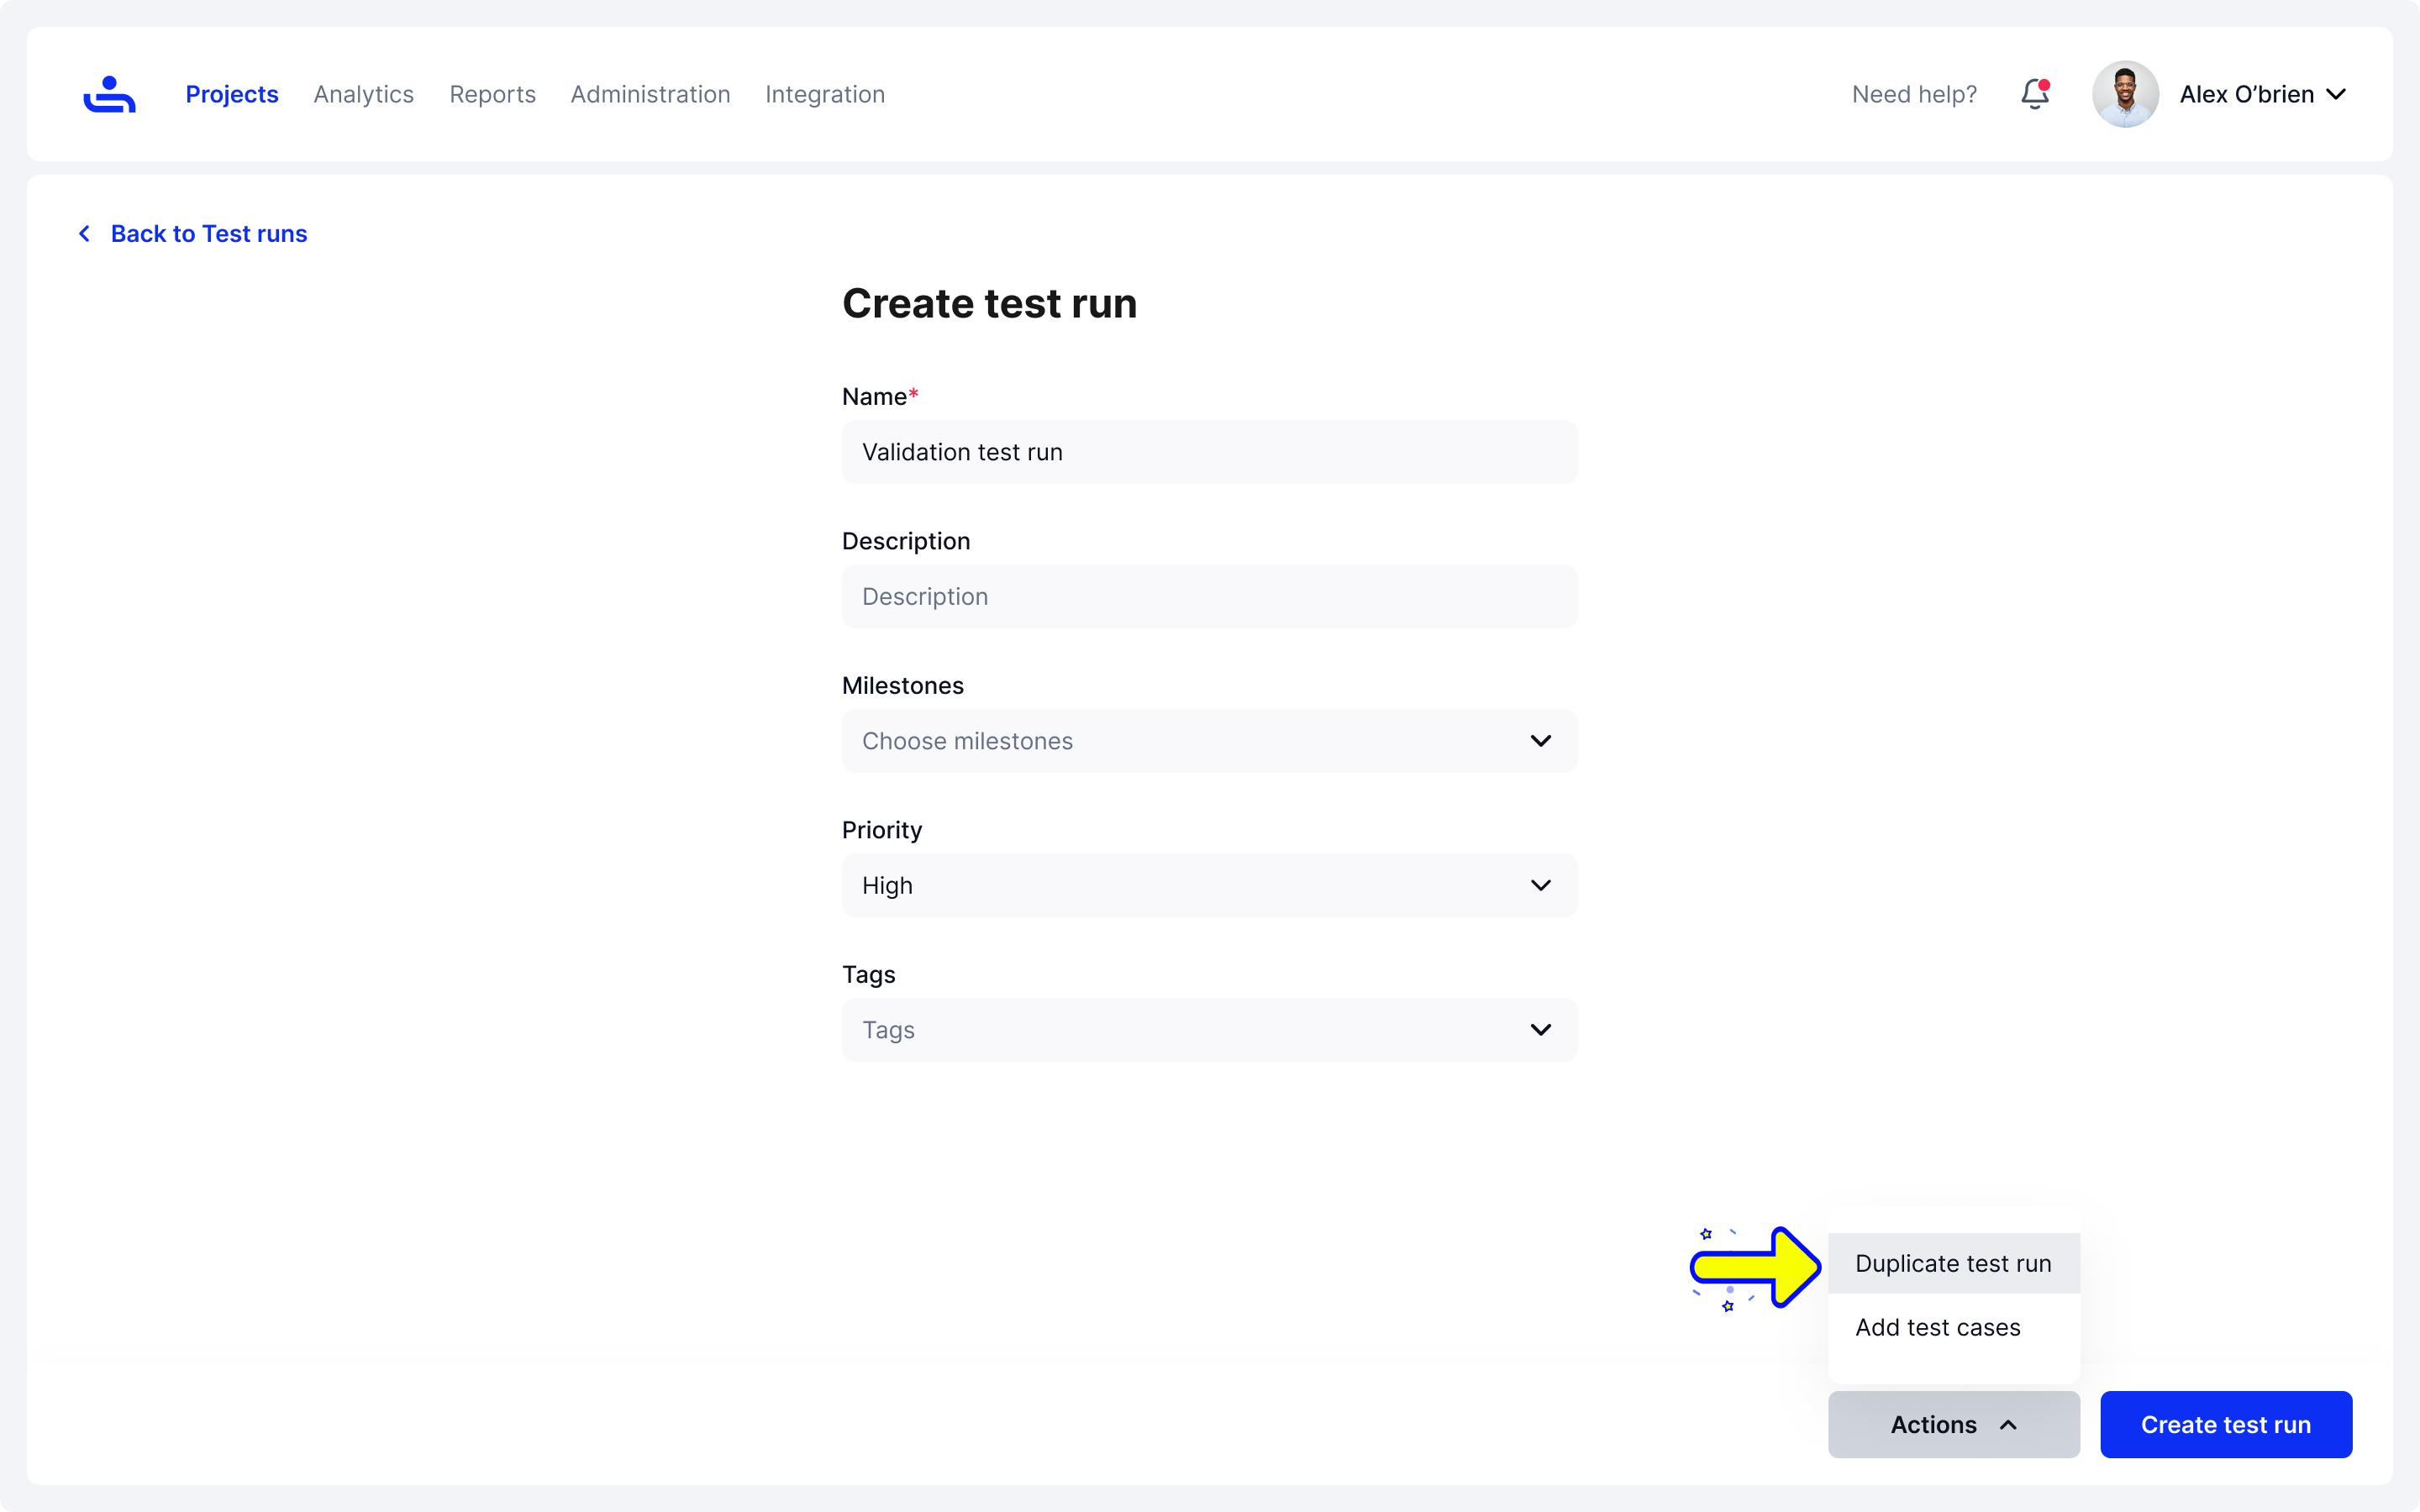 Projects Analytics Reports Administration Integration Need help? Alex O’brien
Back to Test runs
Create test run
Name*
Validation test run
Description
Description
Milestones
Choose milestones
Priority
High
Tags
Tags
Duplicate test run
Add test cases
Actions Create test run